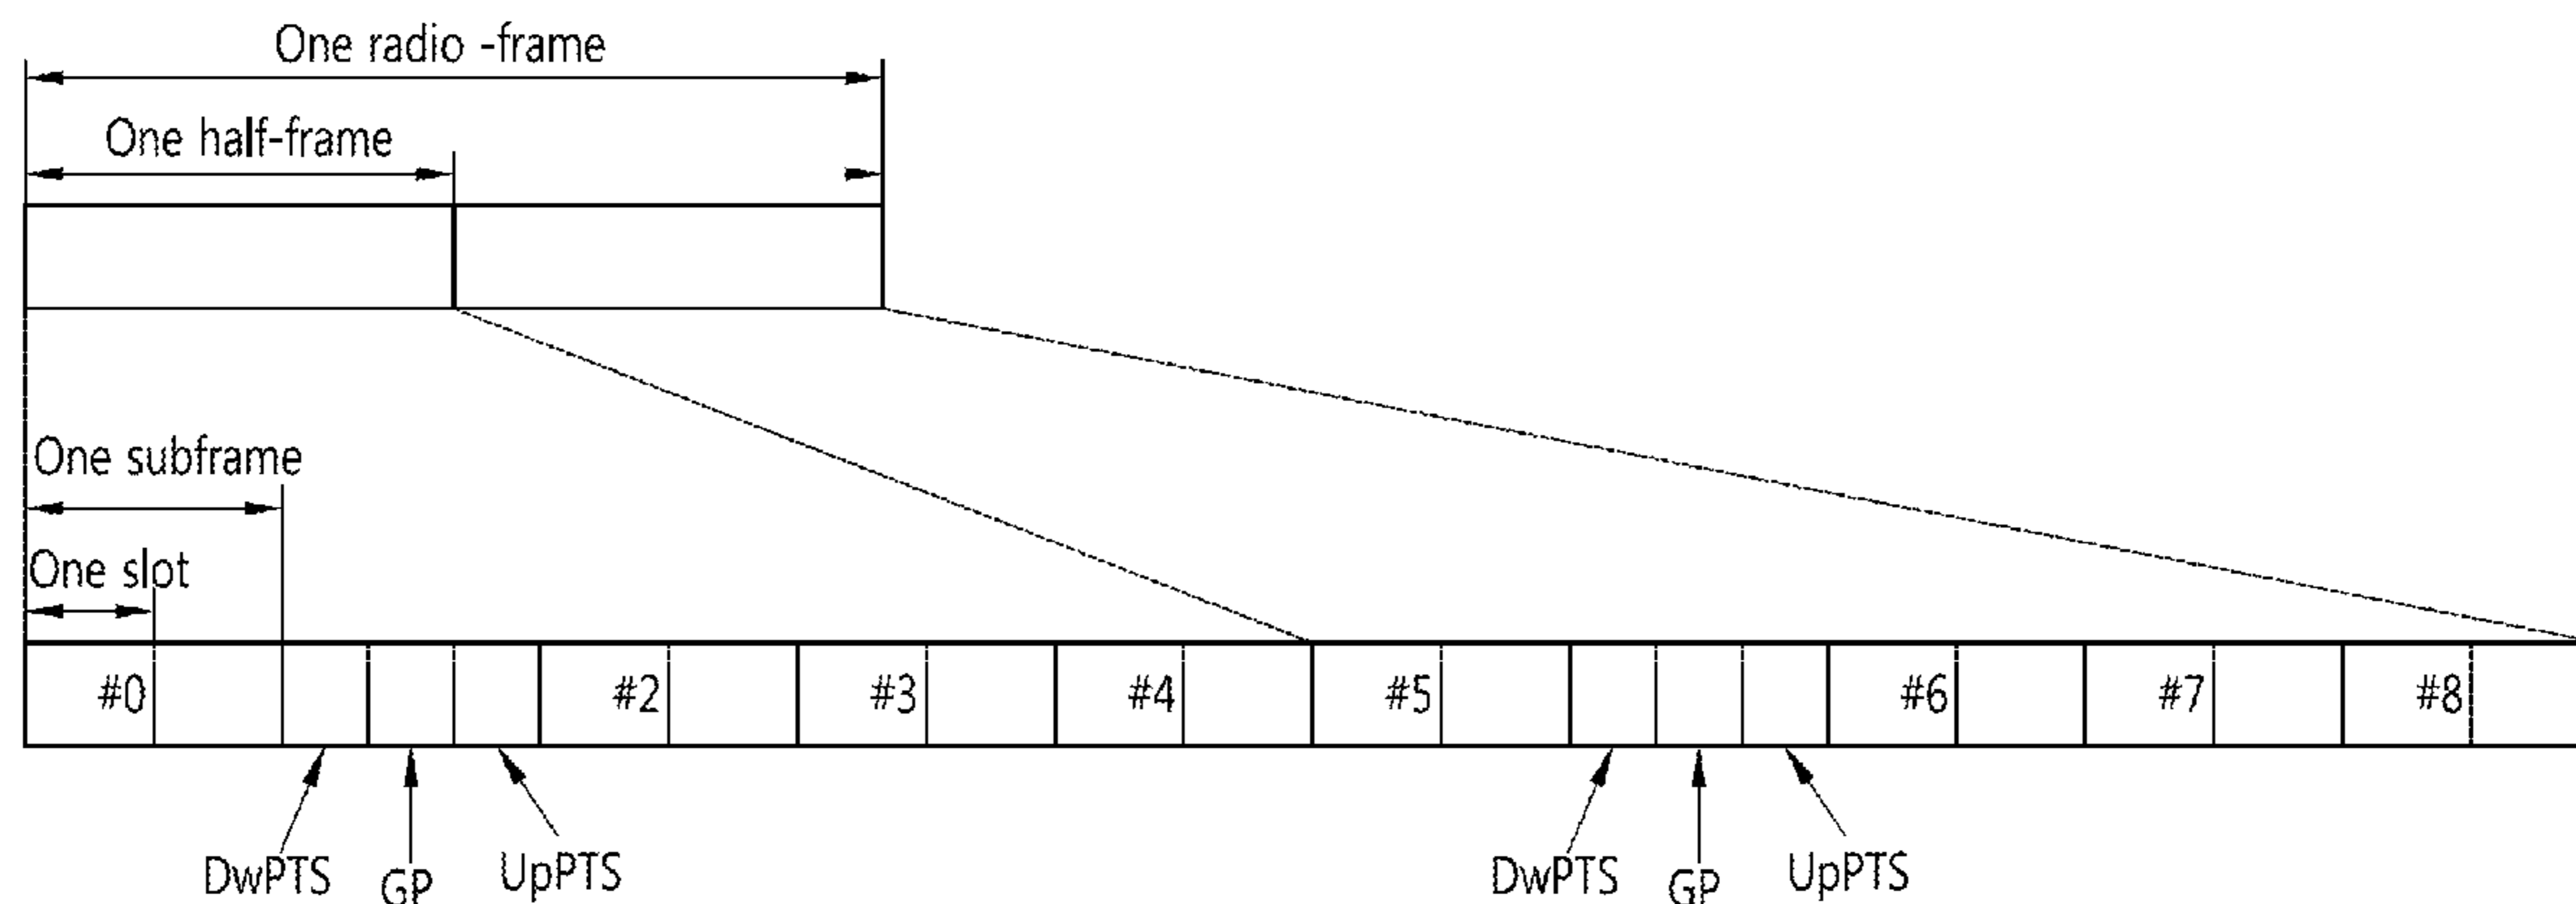 One radio -frame
One half-frame
One subframe
One slot
#0 #2 #3 #4 #5 #6 #7 #8
DwPTS GP UpPTS DwPTS GP UpPTS